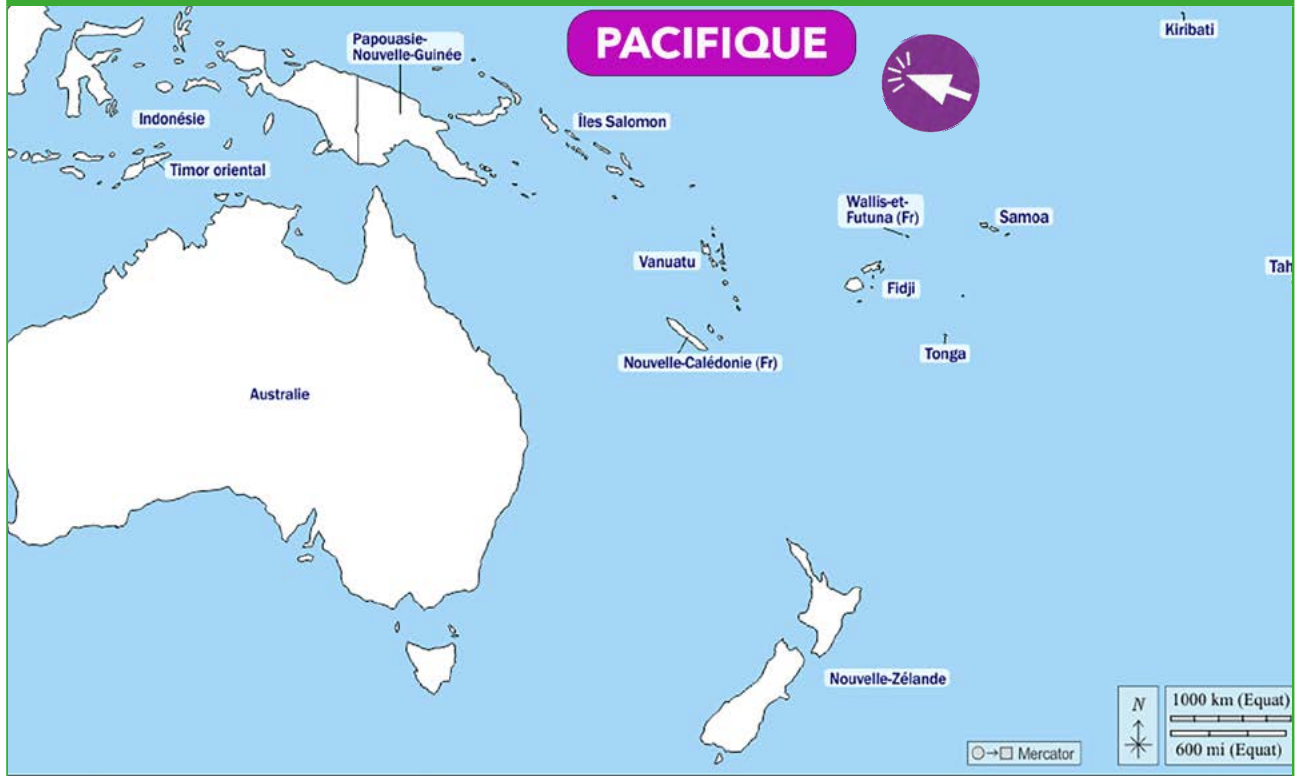 PACIFIQUE
Kiribati
Papouasie-
Nouvelle-Guinée
Indonésie
Îles Salomon
Timor oriental
Wallis-et-
Futuna (Fr)
Samoa
Vanuatu
Tah
Fidji
Nouvelle-Calédonie (Fr)
Tonga
Australie
Nouvelle-Zélande
N
1000 km (Equat)
600 mi (Equat)
Mercator